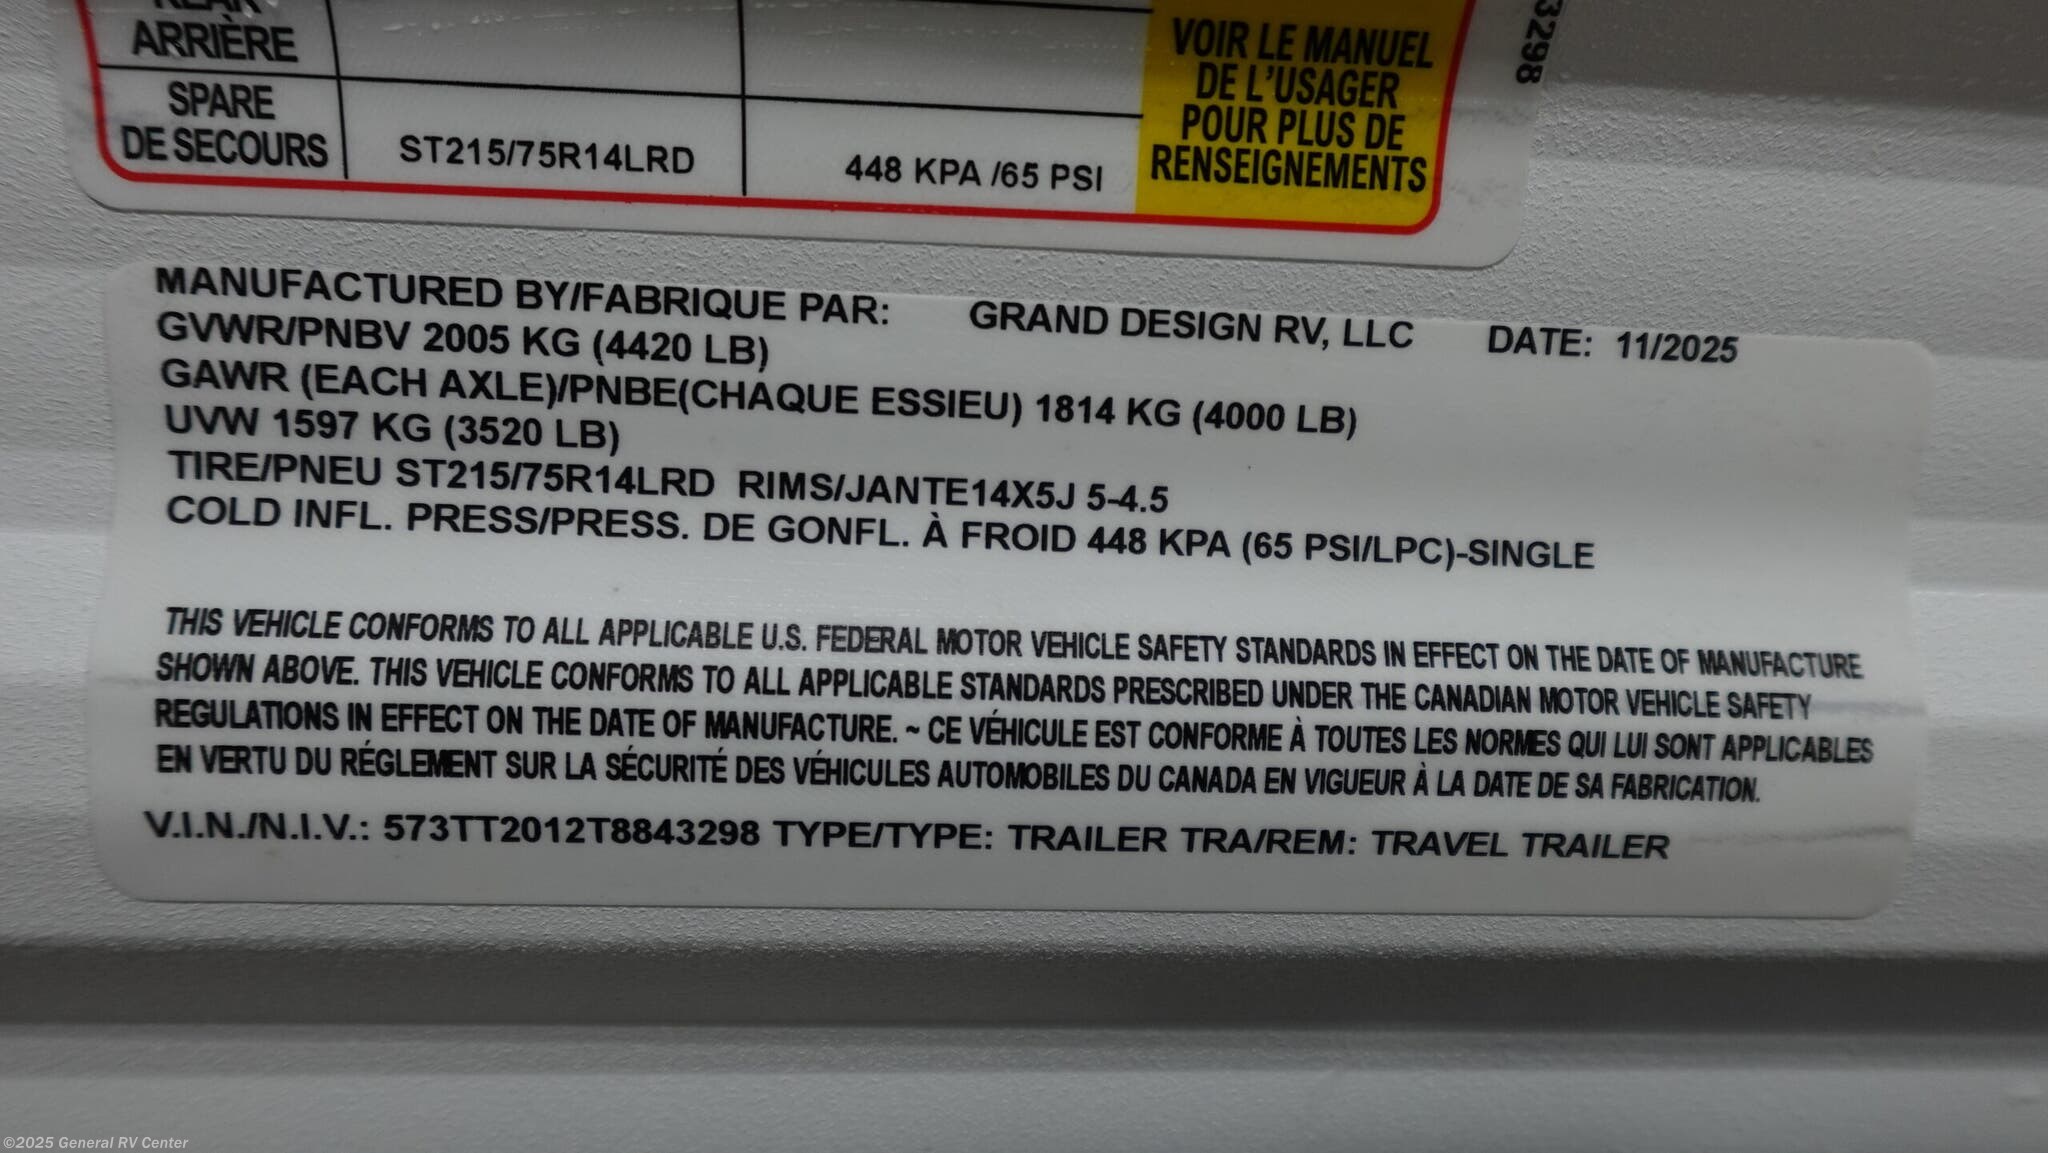 REAR
ARRIÈRE
SPARE
DE SECOURS
ST215/75R14LRD
448 KPA /65 PSI
VOIR LE MANUEL
DE L'USAGER
POUR PLUS DE
RENSEIGNEMENTS
3298
MANUFACTURED BY/FABRIQUE PAR: GRAND DESIGN RV, LLC DATE: 11/2025
GVWR/PNBV 2005 KG (4420 LB)
GAWR (EACH AXLE)/PNBE(CHAQUE ESSIEU) 1814 KG (4000 LB)
UVW 1597 KG (3520 LB)
TIRE/PNEU ST215/75R14LRD RIMS/JANTE14X5J 5-4.5
COLD INFL. PRESS/PRESS. DE GONFL. À FROID 448 KPA (65 PSI/LPC)-SINGLE
THIS VEHICLE CONFORMS TO ALL APPLICABLE U.S. FEDERAL MOTOR VEHICLE SAFETY STANDARDS IN EFFECT ON THE DATE OF MANUFACTURE
SHOWN ABOVE. THIS VEHICLE CONFORMS TO ALL APPLICABLE STANDARDS PRESCRIBED UNDER THE CANADIAN MOTOR VEHICLE SAFETY
REGULATIONS IN EFFECT ON THE DATE OF MANUFACTURE. ~ CE VÉHICULE EST CONFORME À TOUTES LES NORMES QUI LUI SONT APPLICABLES
EN VERTU DU RÉGLEMENT SUR LA SÉCURITÉ DES VÉHICULES AUTOMOBILES DU CANADA EN VIGUEUR À LA DATE DE SA FABRICATION.
V.I.N./N.I.V.: 573TT2012T8843298 TYPE/TYPE: TRAILER TRA/REM: TRAVEL TRAILER
©2025 General RV Center